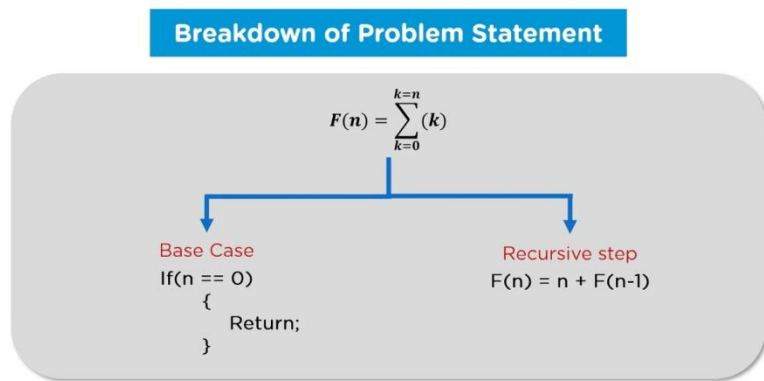 Breakdown of Problem Statement
k=n
F(n) = ∑(k)
k=0
Base Case
If(n == 0)
{
Return;
}
Recursive step
F(n) = n + F(n-1)